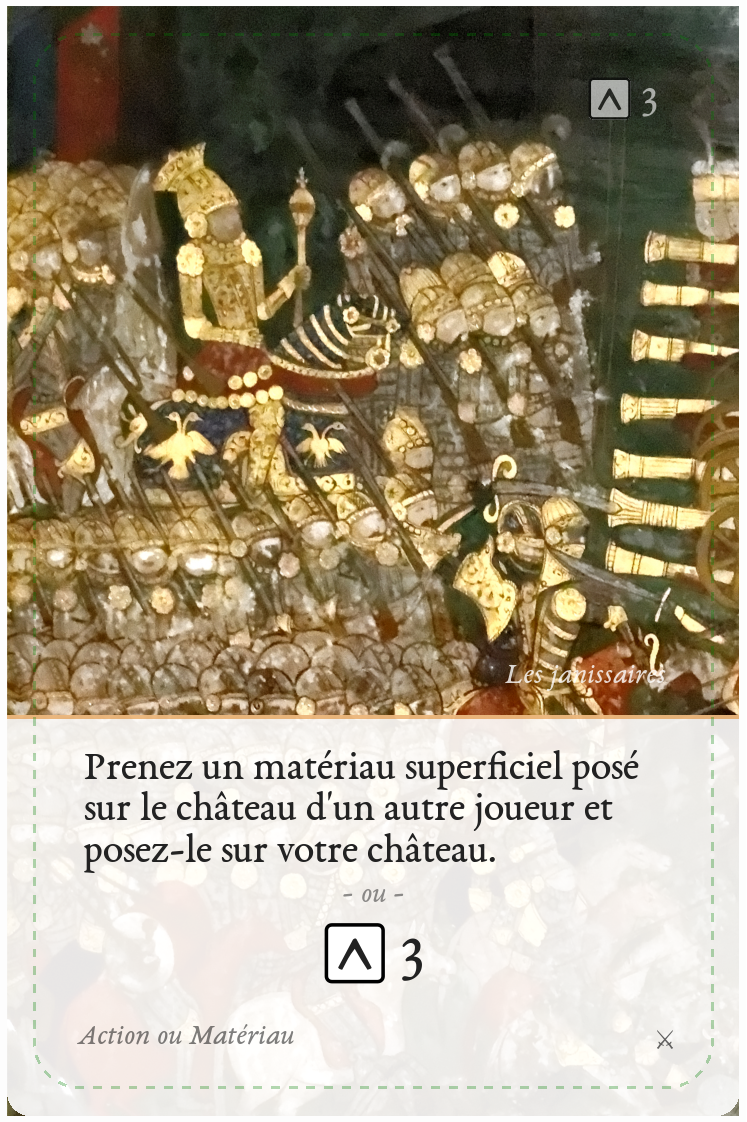 3
Les janissaires
Prenez un matériau superficiel posé
sur le château d'un autre joueur et
posez-le sur votre château.
- ou -
3
Action ou Matériau